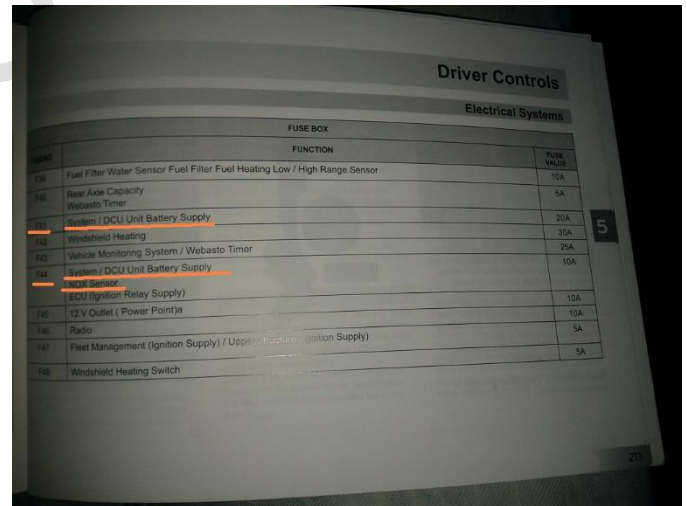 Driver Controls
Electrical Systems
FUSE BOX
FUNCTION
FUSE VALUE
F39 Fuel Filter Water Sensor Fuel Filter Fuel Heating Low / High Range Sensor 10A
F40 Rear Axle Capacity 5A
Webasto Timer
F41 System / DCU Unit Battery Supply 20A
F42 Windshield Heating 30A
F43 Vehicle Monitoring System / Webasto Timer 25A
F44 System / DCU Unit Battery Supply 10A
NOX Sensor
ECU (Ignition Relay Supply)
F45 12 V Outlet ( Power Point)a 10A
F46 Radio 10A
F47 Fleet Management (Ignition Supply) / Upper Ignition Supply) 5A
F48 Windshield Heating Switch 5A
5
213